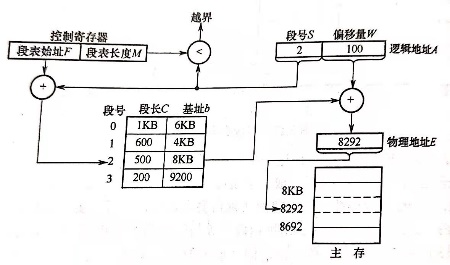 越界
控制寄存器
段表始址F 段表长度M
<
段号S 偏移量W
2 100 逻辑地址A
+
+
段号 段长C 基址b
0 1KB 6KB
1 600 4KB
2 500 8KB
3 200 9200
8292 物理地址E
8KB
8292
8692
主存